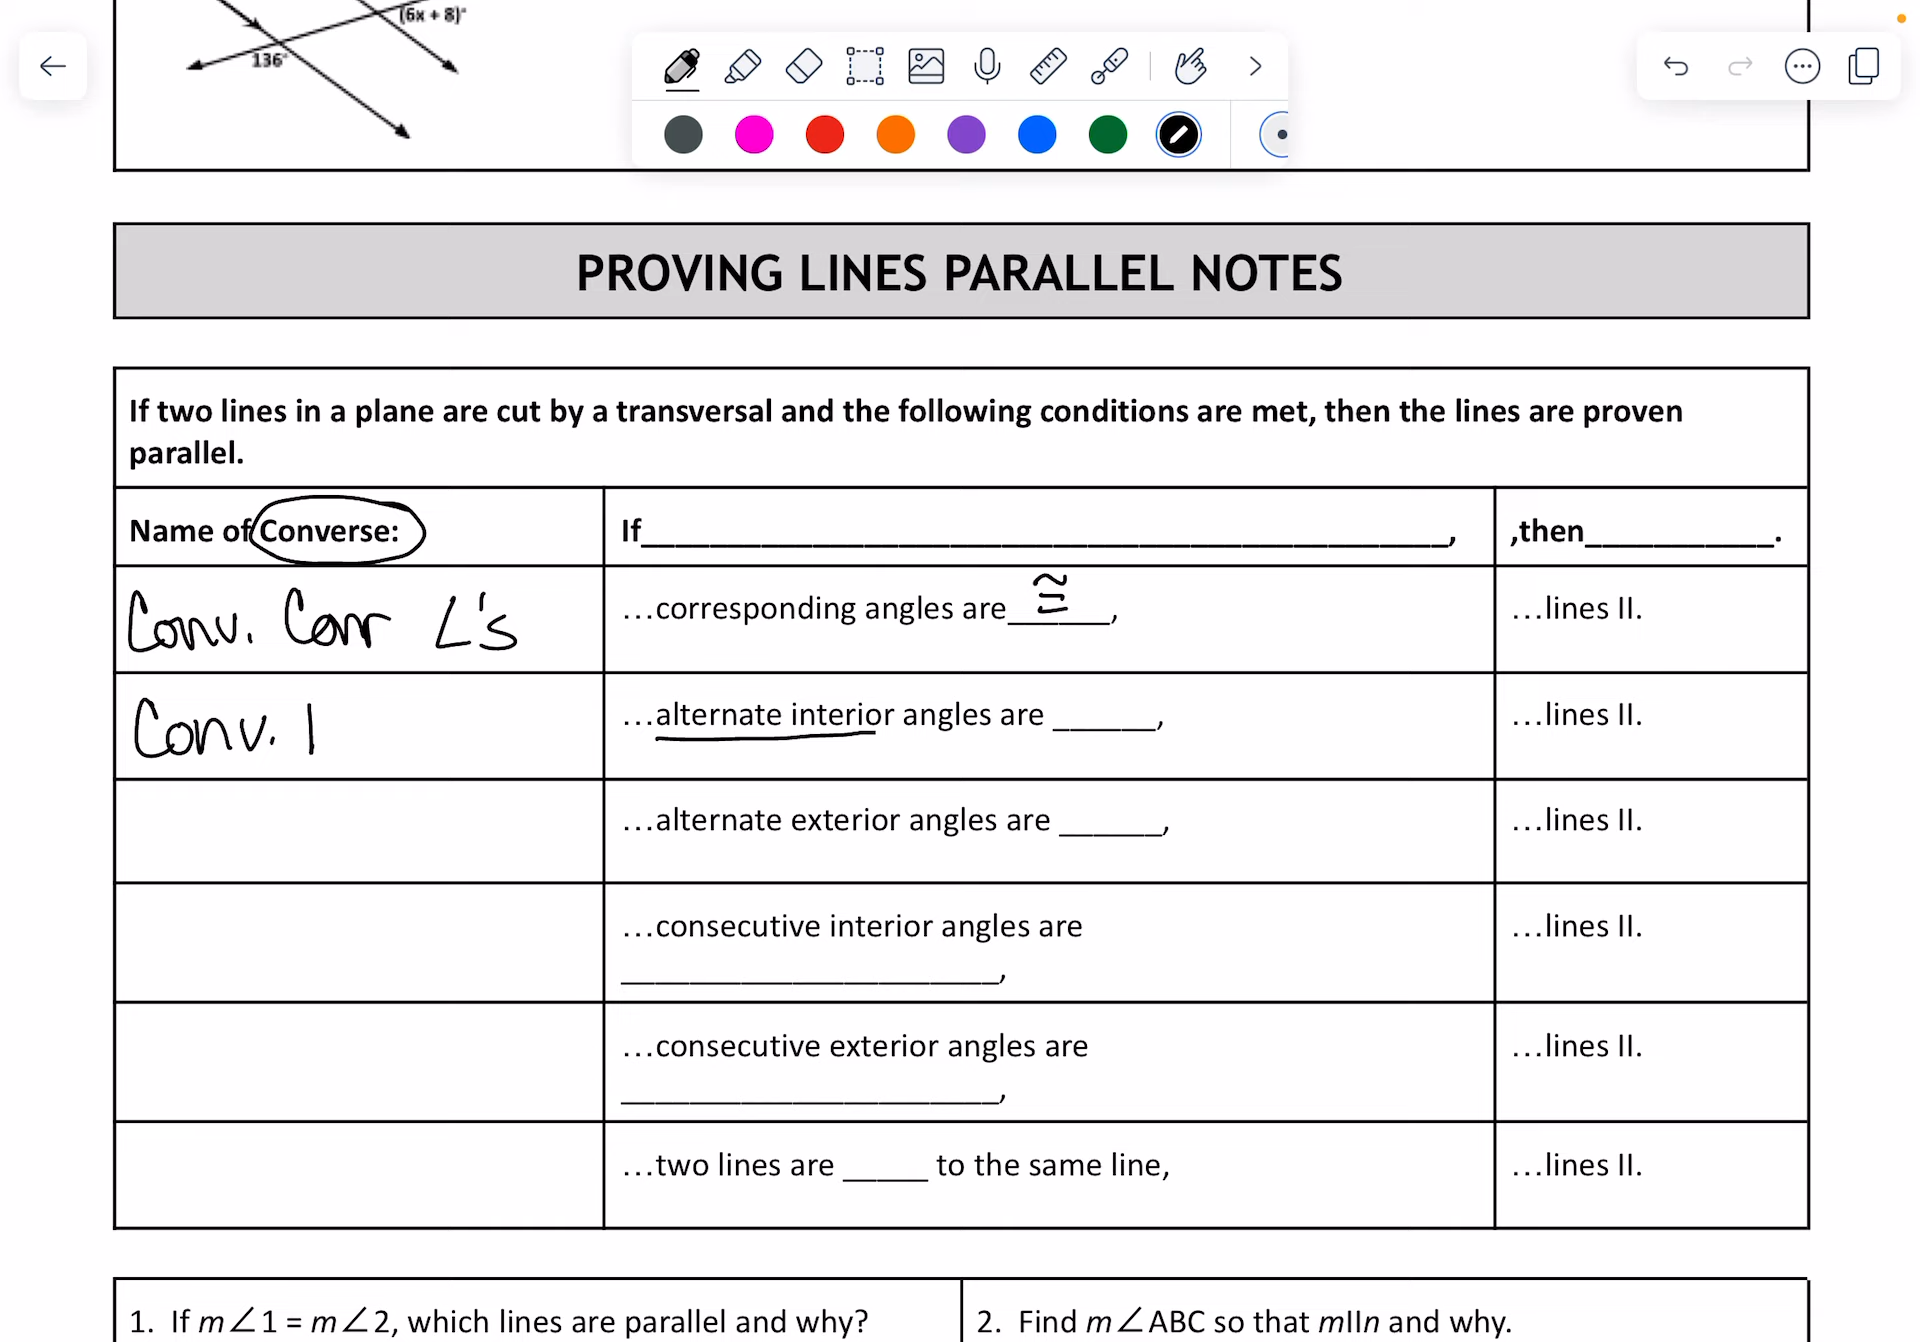 (6x + 8)°
136°
PROVING LINES PARALLEL NOTES
If two lines in a plane are cut by a transversal and the following conditions are met, then the lines are proven
parallel.
Name of Converse: If_______________________________________________, ,then___________.
Conv. Corr ∠'s …corresponding angles are___≅___, …lines II.
Conv. I …alternate interior angles are ______, …lines II.
…alternate exterior angles are ______, …lines II.
…consecutive interior angles are …lines II.
______________________,
…consecutive exterior angles are …lines II.
______________________,
…two lines are _____ to the same line, …lines II.
1. If m∠1 = m∠2, which lines are parallel and why?
2. Find m∠ABC so that mIIn and why.